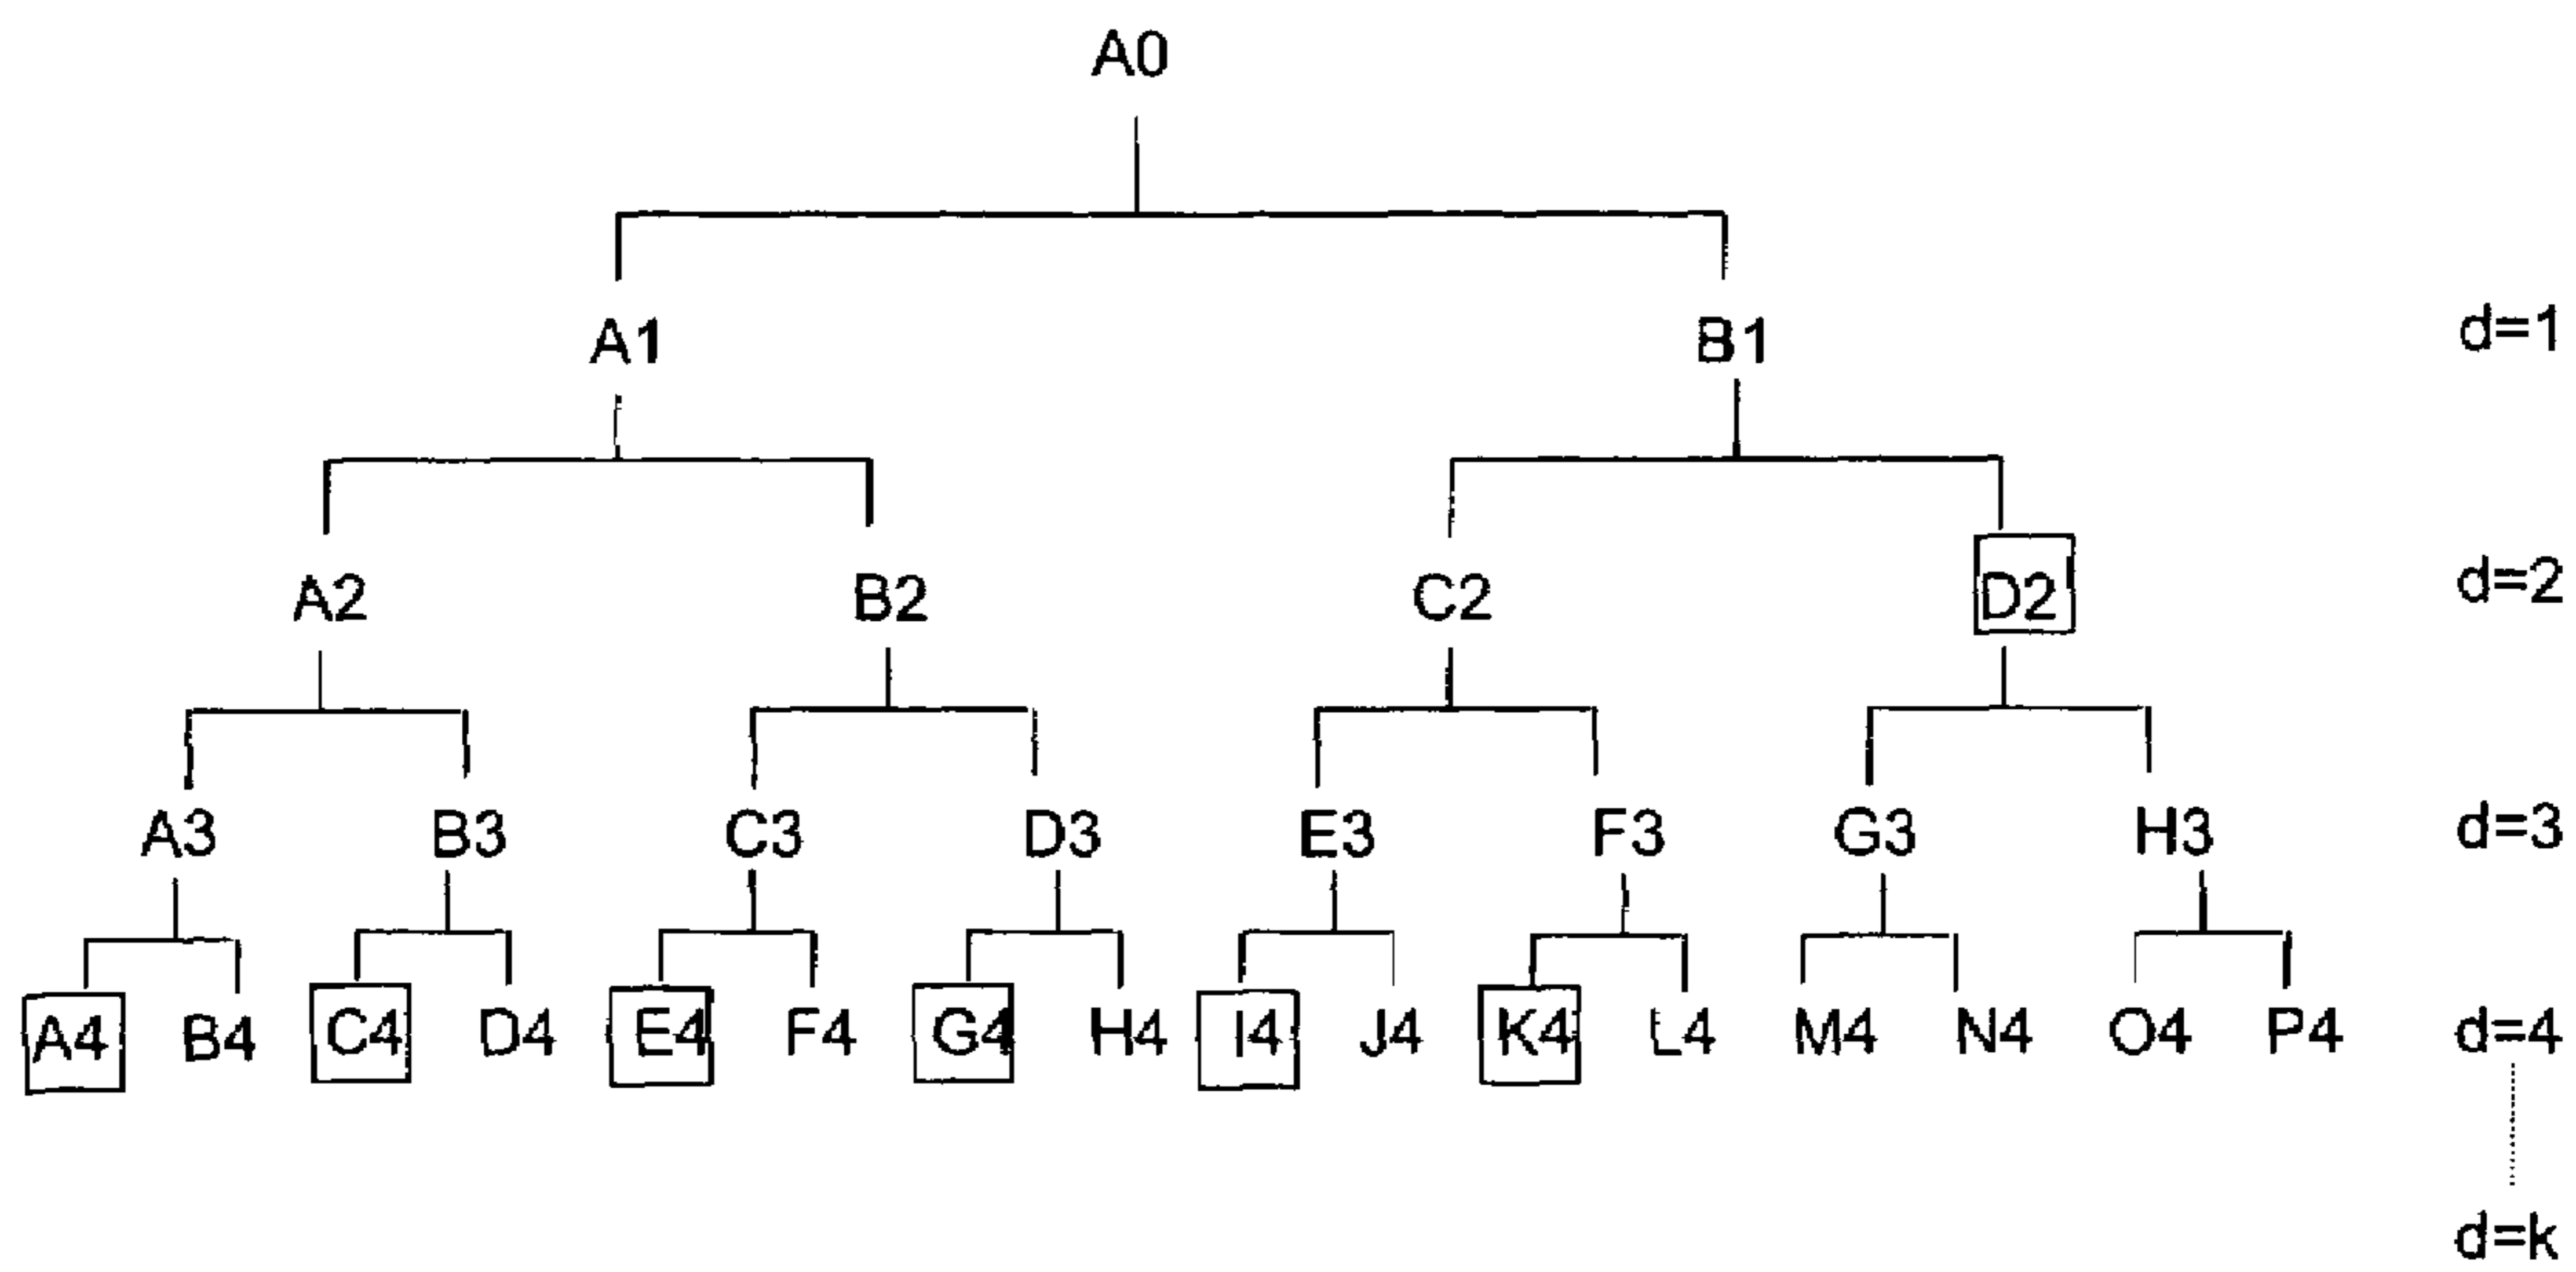 A0
A1 B1 d=1
A2 B2 C2 D2 d=2
A3 B3 C3 D3 E3 F3 G3 H3 d=3
A4 B4 C4 D4 E4 F4 G4 H4 I4 J4 K4 L4 M4 N4 O4 P4 d=4
d=k